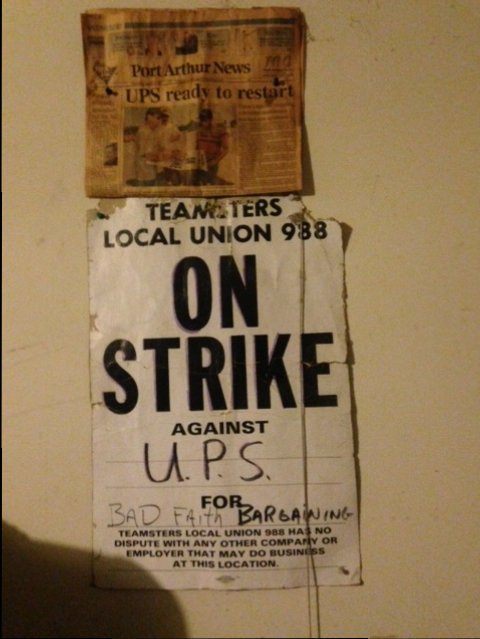 Port Arthur News
UPS ready to restart
TEAMSTERS
LOCAL UNION 988
ON
STRIKE
AGAINST
U.P.S.
FOR
BAD FAITH BARGAINING
TEAMSTERS LOCAL UNION 988 HAS NO
DISPUTE WITH ANY OTHER COMPANY OR
EMPLOYER THAT MAY DO BUSINESS
AT THIS LOCATION.